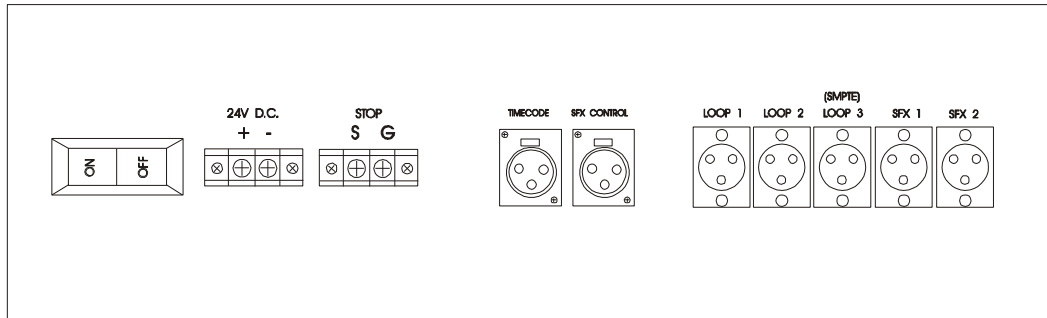 ON OFF
24V D.C.
+ -
STOP
S G
TIMECODE
SFX CONTROL
LOOP 1
LOOP 2
(SMPTE)
LOOP 3
SFX 1
SFX 2